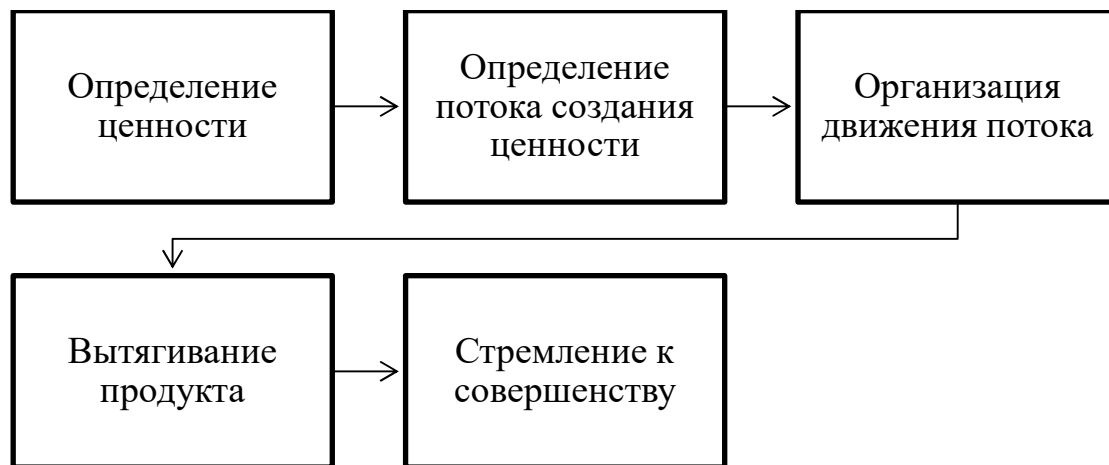 Определение
ценности
Определение
потока создания
ценности
Организация
движения потока
Вытягивание
продукта
Стремление к
совершенству